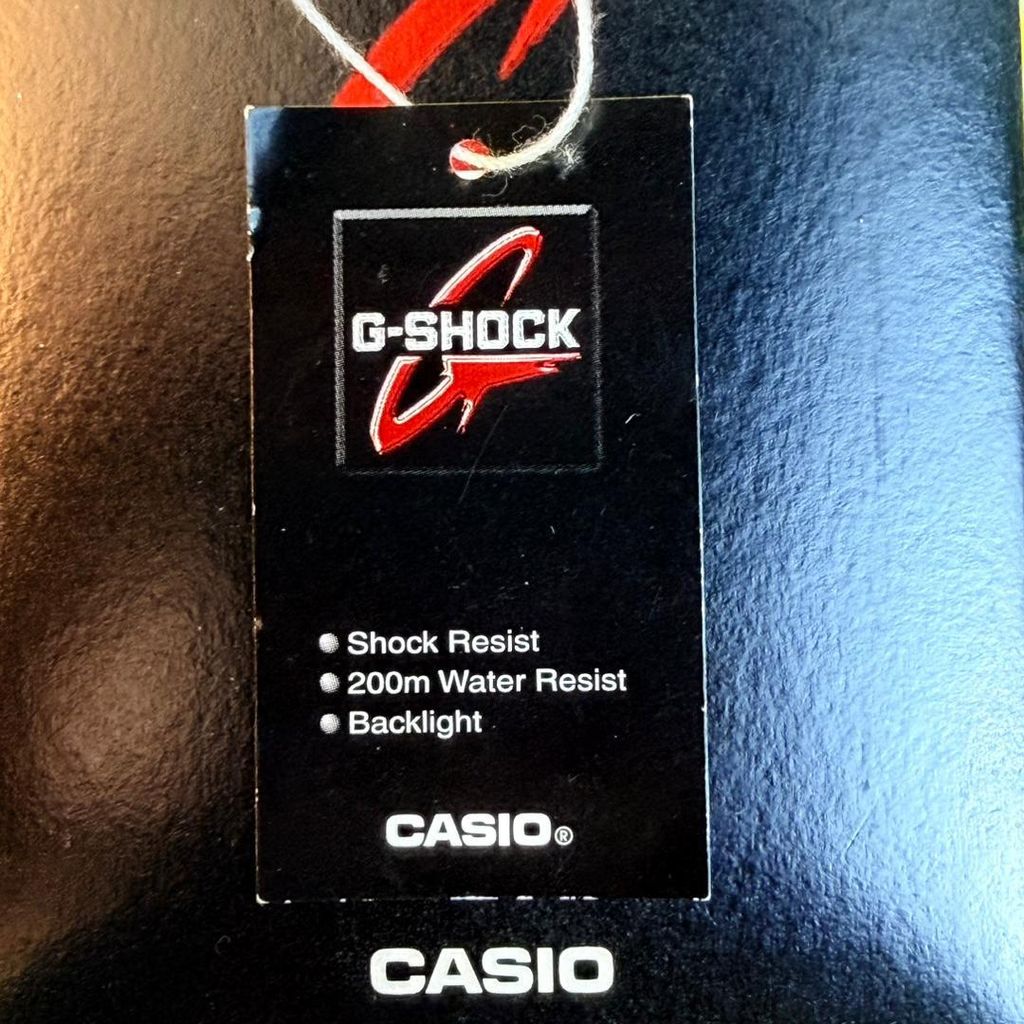 G-SHOCK
Shock Resist
200m Water Resist
Backlight
CASIO®
CASIO